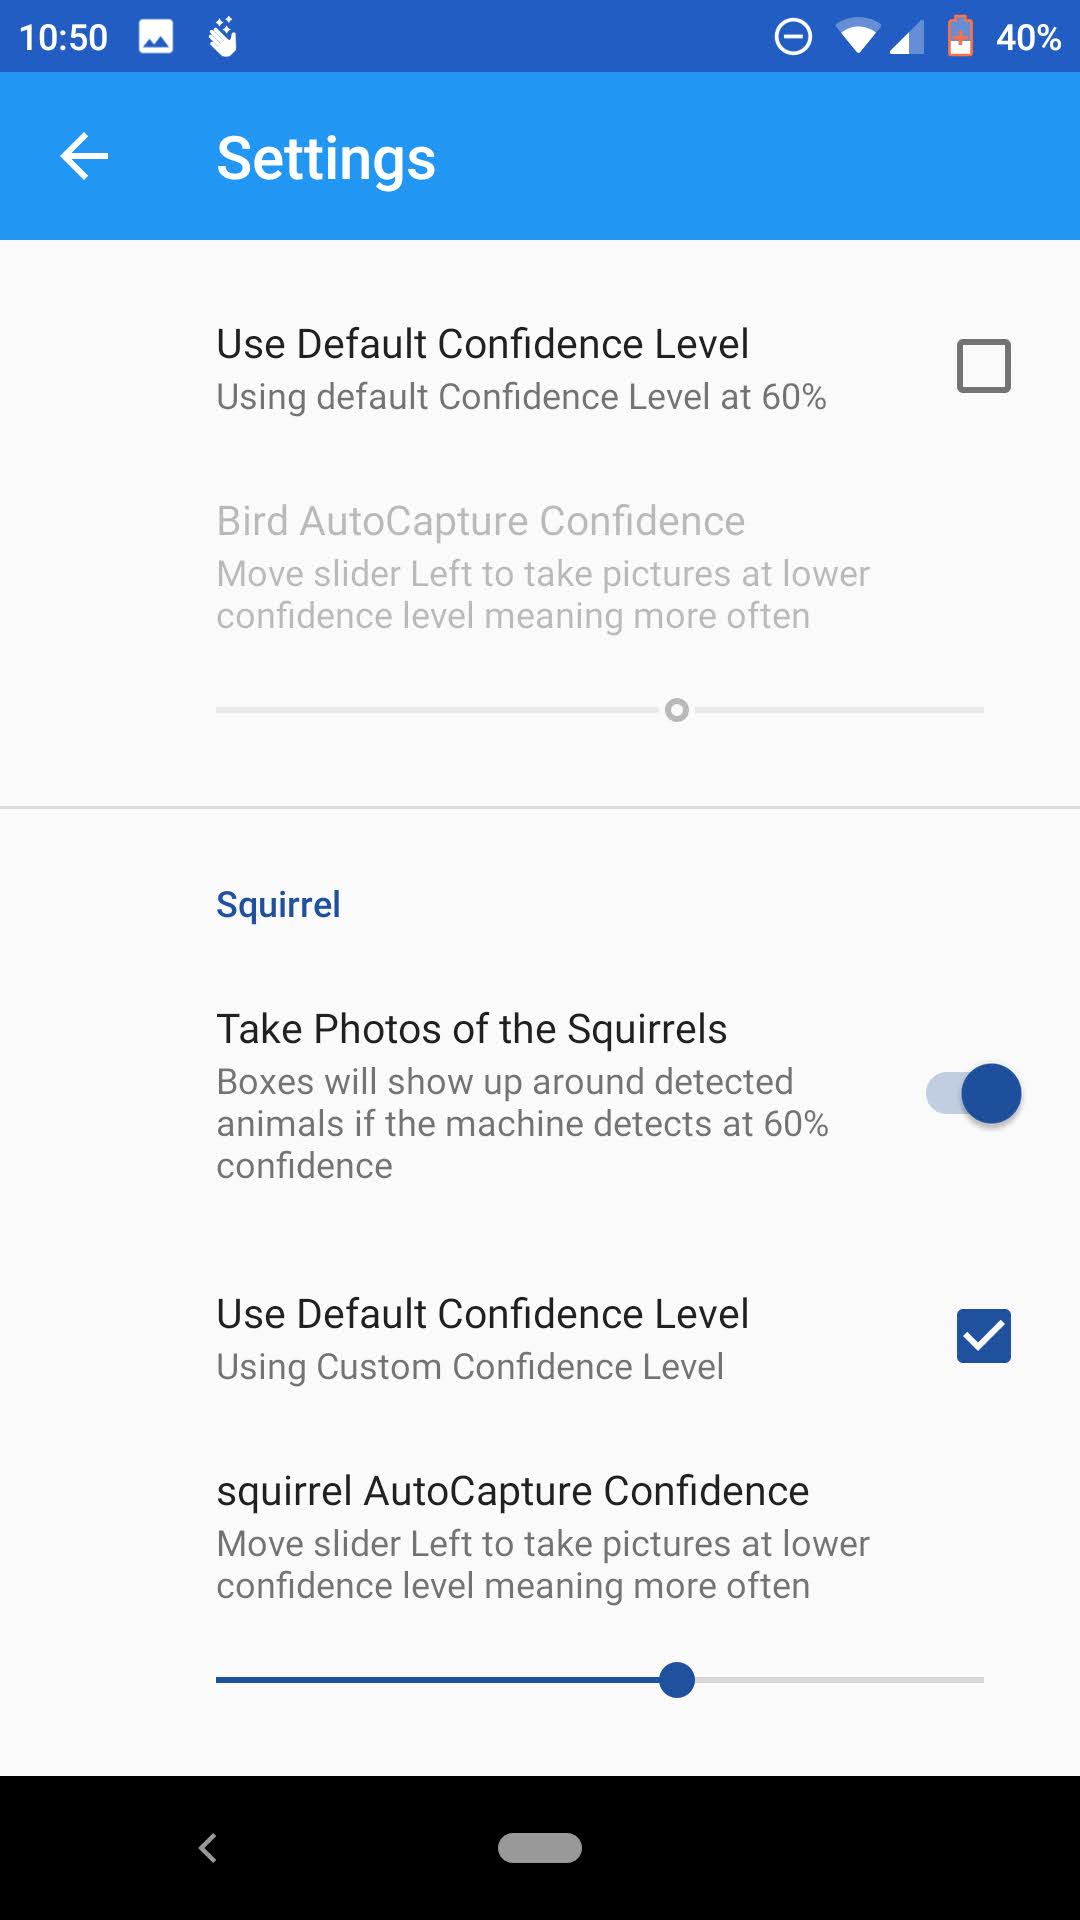 10:50
40%
Settings
Use Default Confidence Level
Using default Confidence Level at 60%
Bird AutoCapture Confidence
Move slider Left to take pictures at lower
confidence level meaning more often
Squirrel
Take Photos of the Squirrels
Boxes will show up around detected
animals if the machine detects at 60%
confidence
Use Default Confidence Level
Using Custom Confidence Level
squirrel AutoCapture Confidence
Move slider Left to take pictures at lower
confidence level meaning more often